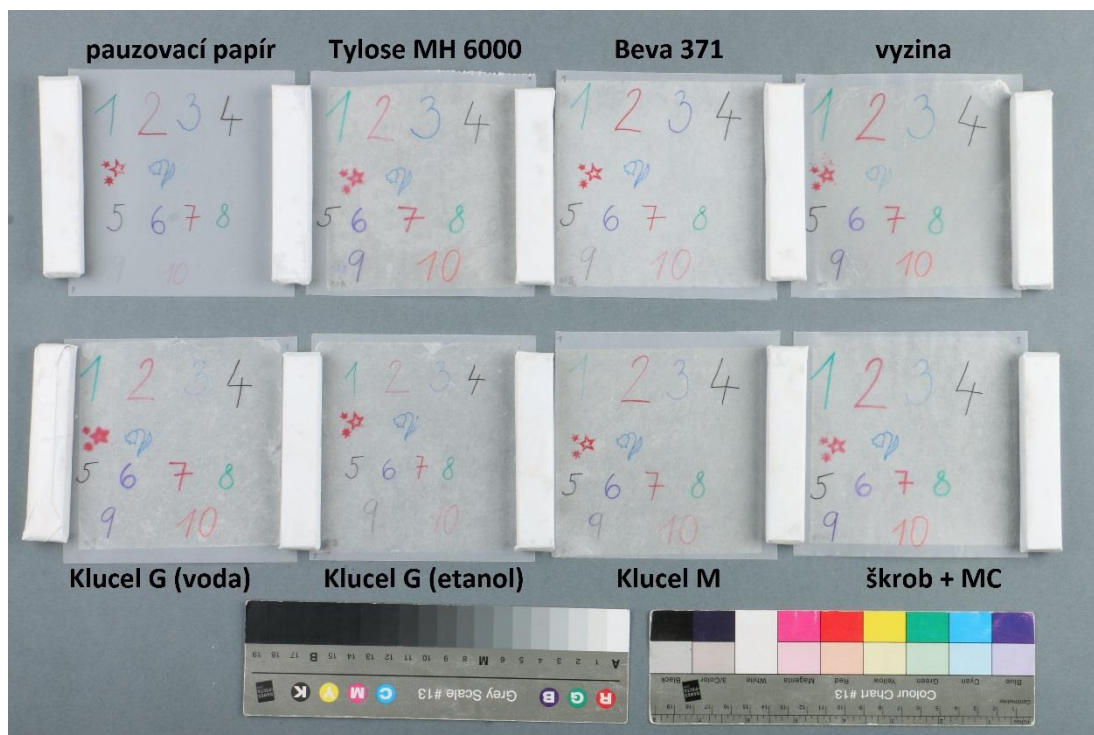 pauzovací papír Tylose MH 6000 Beva 371 vyzina
1 2 3 4 1 2 3 4 1 2 3 4 1 2 3 4
5 6 7 8 5 6 7 8 5 6 7 8 5 6 7 8
9 10 9 10 9 10 9 10
1 2 3 4 1 2 3 4 1 2 3 4 1 2 3 4
5 6 7 8 5 6 7 8 5 6 7 8 5 6 7 8
9 10 9 10 9 10 9 10
Klucel G (voda) Klucel G (etanol) Klucel M škrob + MC
A 1 2 3 4 5 6 M 8 9 10 11 12 13 14 15 B 17 18 19
R G B Grey Scale #13 C M Y K
Blue Cyan Green Yellow Red Magenta White 3/Color Black
Colour Chart #13
Centimetres